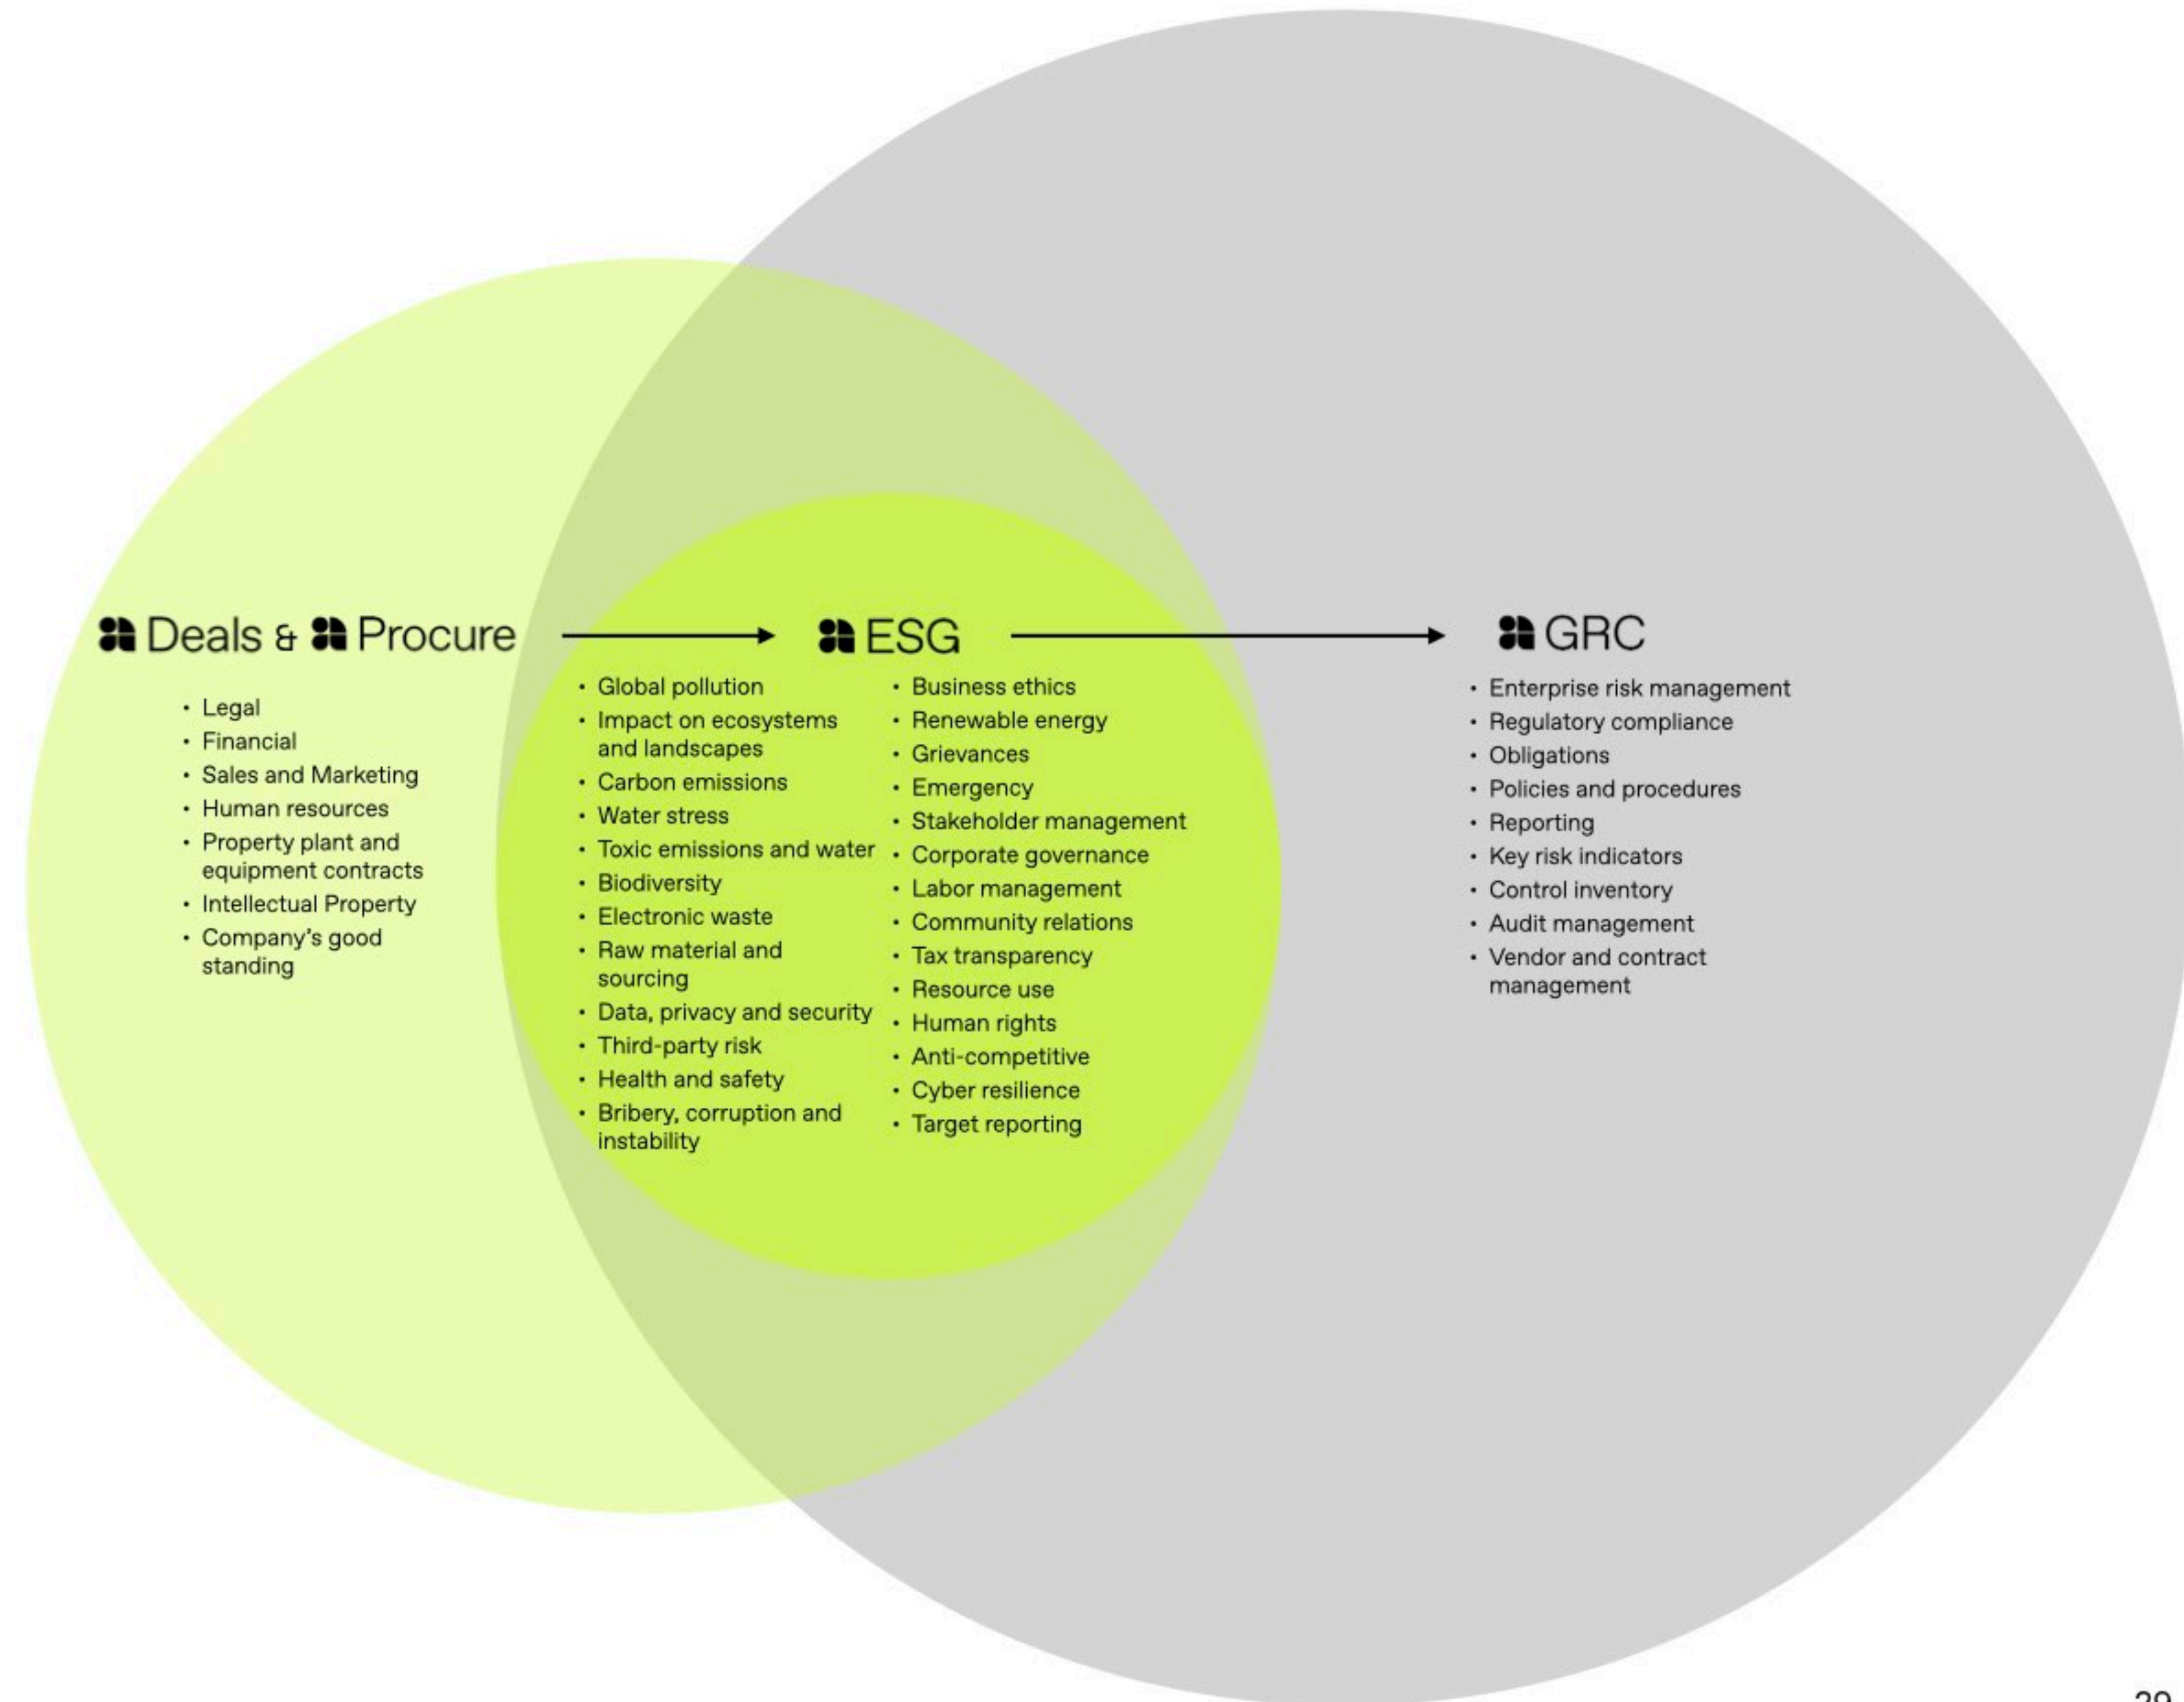 Deals & Procure
• Legal
• Financial
• Sales and Marketing
• Human resources
• Property plant and
equipment contracts
• Intellectual Property
• Company's good
standing
ESG
• Global pollution
• Impact on ecosystems
and landscapes
• Carbon emissions
• Water stress
• Toxic emissions and water
• Biodiversity
• Electronic waste
• Raw material and
sourcing
• Data, privacy and security
• Third-party risk
• Health and safety
• Bribery, corruption and
instability
• Business ethics
• Renewable energy
• Grievances
• Emergency
• Stakeholder management
• Corporate governance
• Labor management
• Community relations
• Tax transparency
• Resource use
• Human rights
• Anti-competitive
• Cyber resilience
• Target reporting
GRC
• Enterprise risk management
• Regulatory compliance
• Obligations
• Policies and procedures
• Reporting
• Key risk indicators
• Control inventory
• Audit management
• Vendor and contract
management